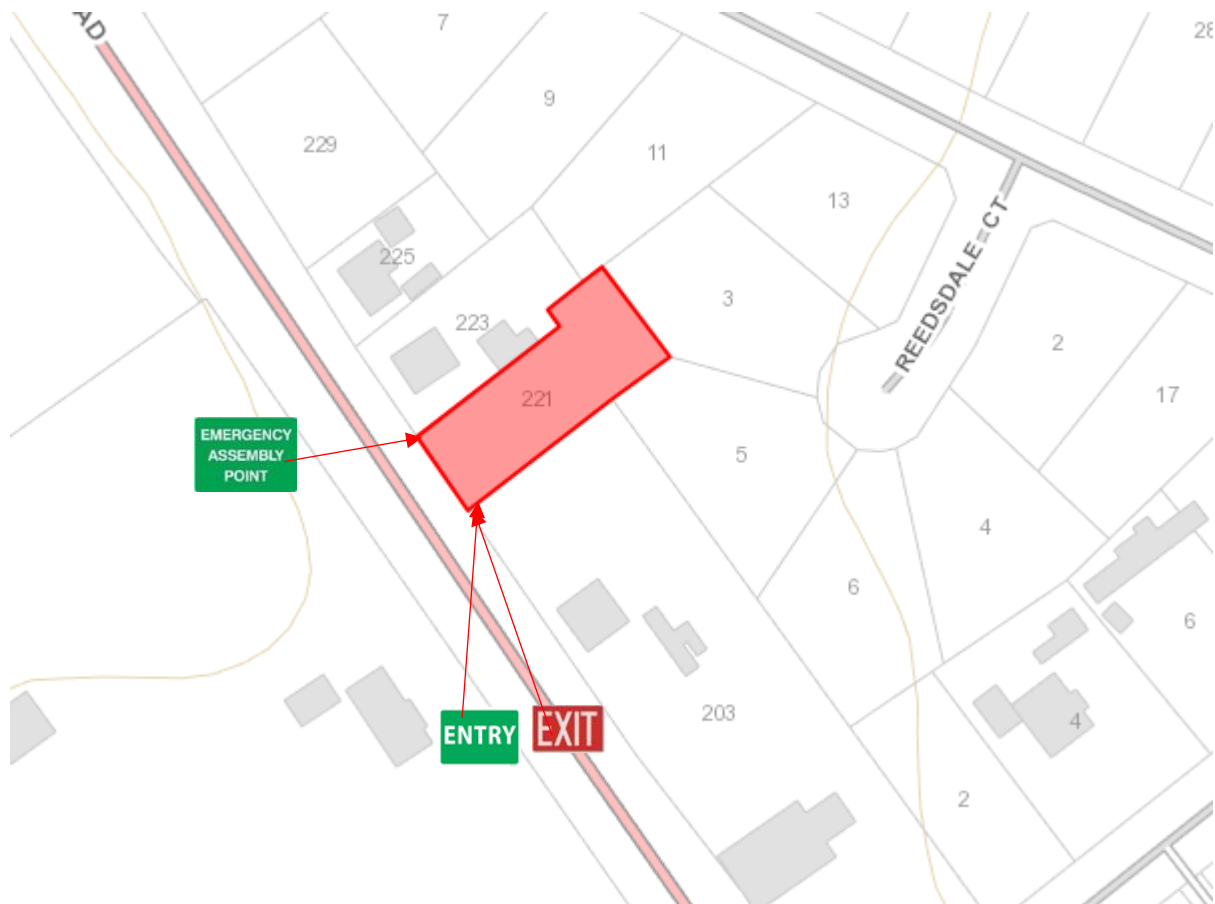 AD
7
28
9
229
11
13
225
REEDSDALE CT
3
223
2
221
17
EMERGENCY
ASSEMBLY
POINT
5
4
6
6
203
4
ENTRY
EXIT
2